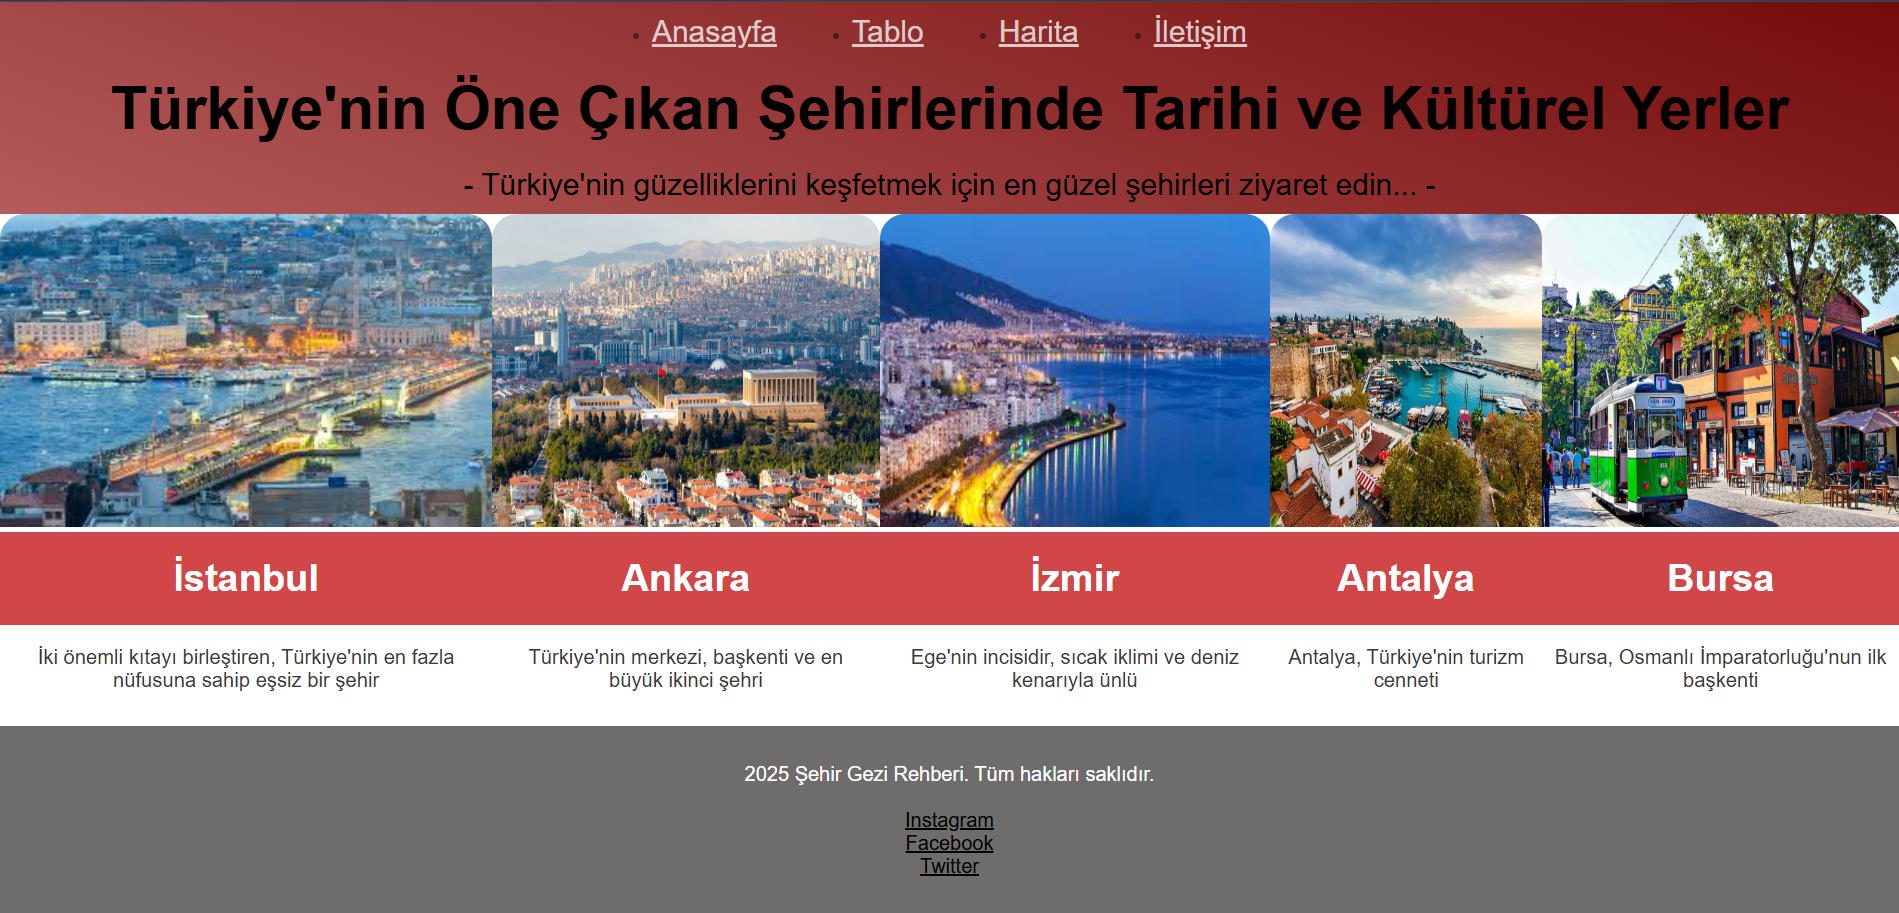 Anasayfa Tablo Harita İletişim
Türkiye'nin Öne Çıkan Şehirlerinde Tarihi ve Kültürel Yerler
- Türkiye'nin güzelliklerini keşfetmek için en güzel şehirleri ziyaret edin... -
İstanbul Ankara İzmir Antalya Bursa
İki önemli kıtayı birleştiren, Türkiye'nin en fazla
nüfusuna sahip eşsiz bir şehir
Türkiye'nin merkezi, başkenti ve en
büyük ikinci şehri
Ege'nin incisidir, sıcak iklimi ve deniz
kenarıyla ünlü
Antalya, Türkiye'nin turizm
cenneti
Bursa, Osmanlı İmparatorluğu'nun ilk
başkenti
2025 Şehir Gezi Rehberi. Tüm hakları saklıdır.
Instagram
Facebook
Twitter